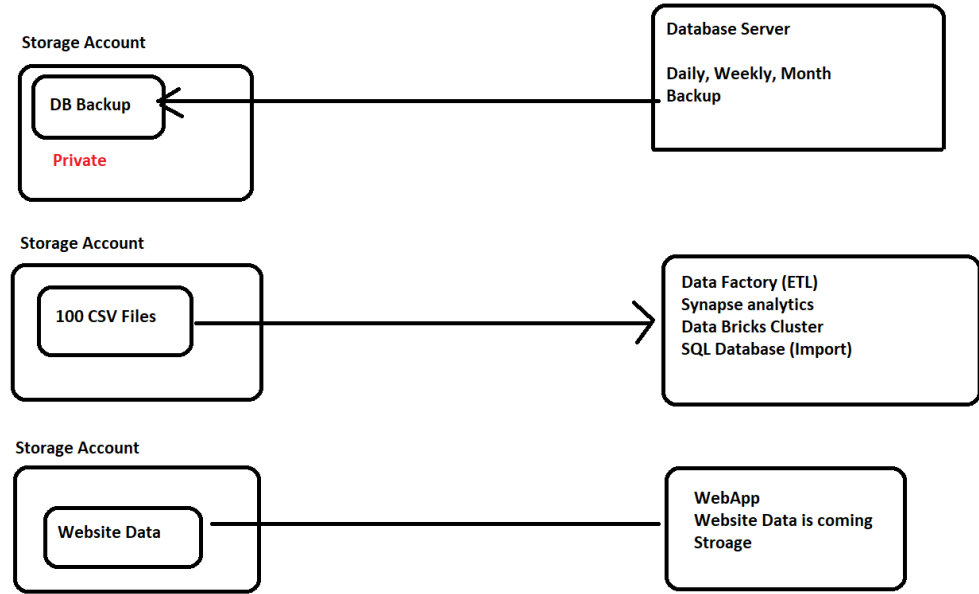 Storage Account
DB Backup
Private
Database Server
Daily, Weekly, Month
Backup
Storage Account
100 CSV Files
Data Factory (ETL)
Synapse analytics
Data Bricks Cluster
SQL Database (Import)
Storage Account
Website Data
WebApp
Website Data is coming
Stroage